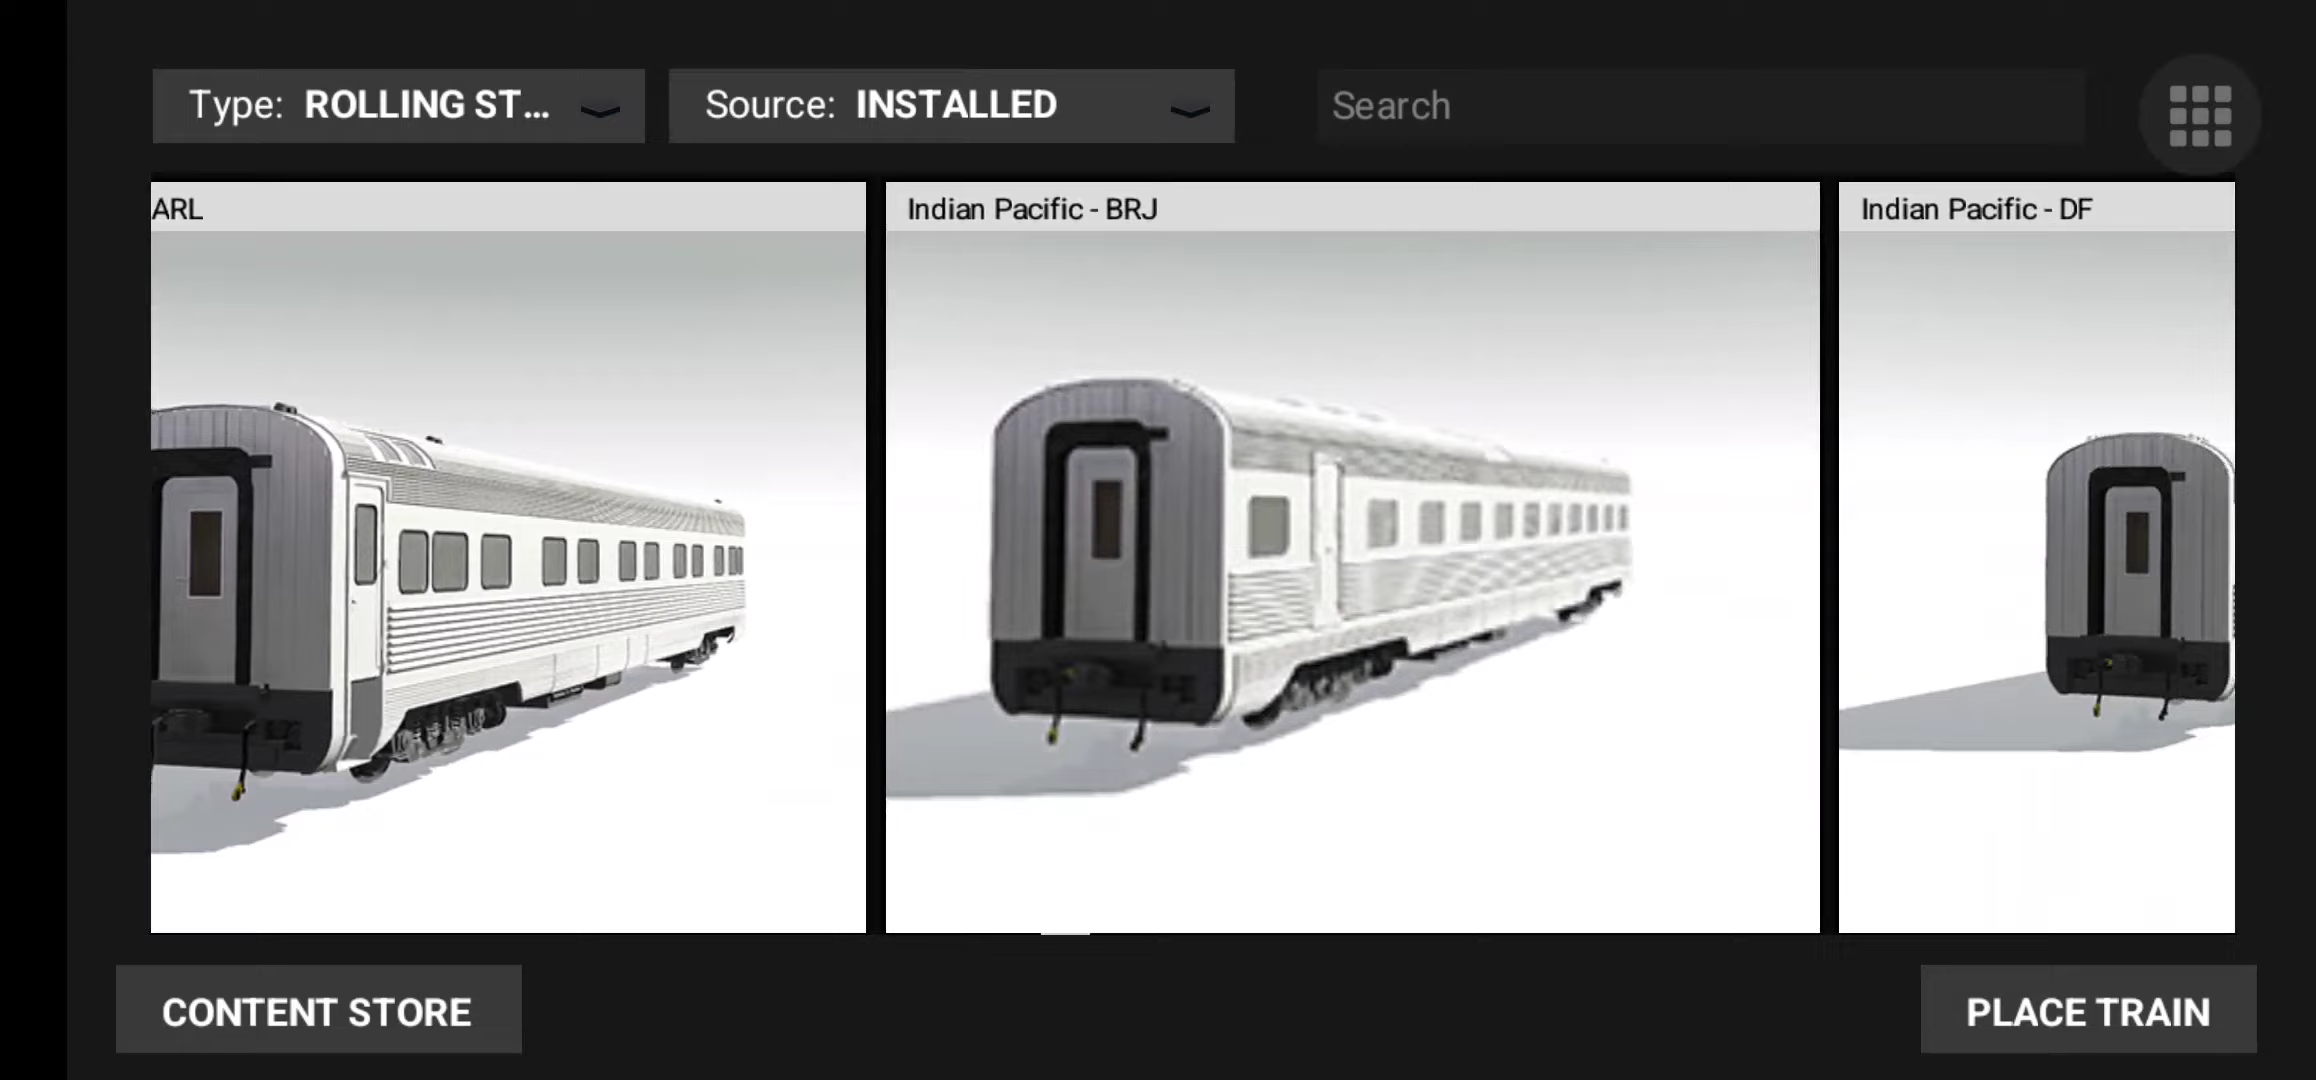 Type: ROLLING ST...
Source: INSTALLED
Search
ARL
Indian Pacific - BRJ
Indian Pacific - DF
CONTENT STORE
PLACE TRAIN